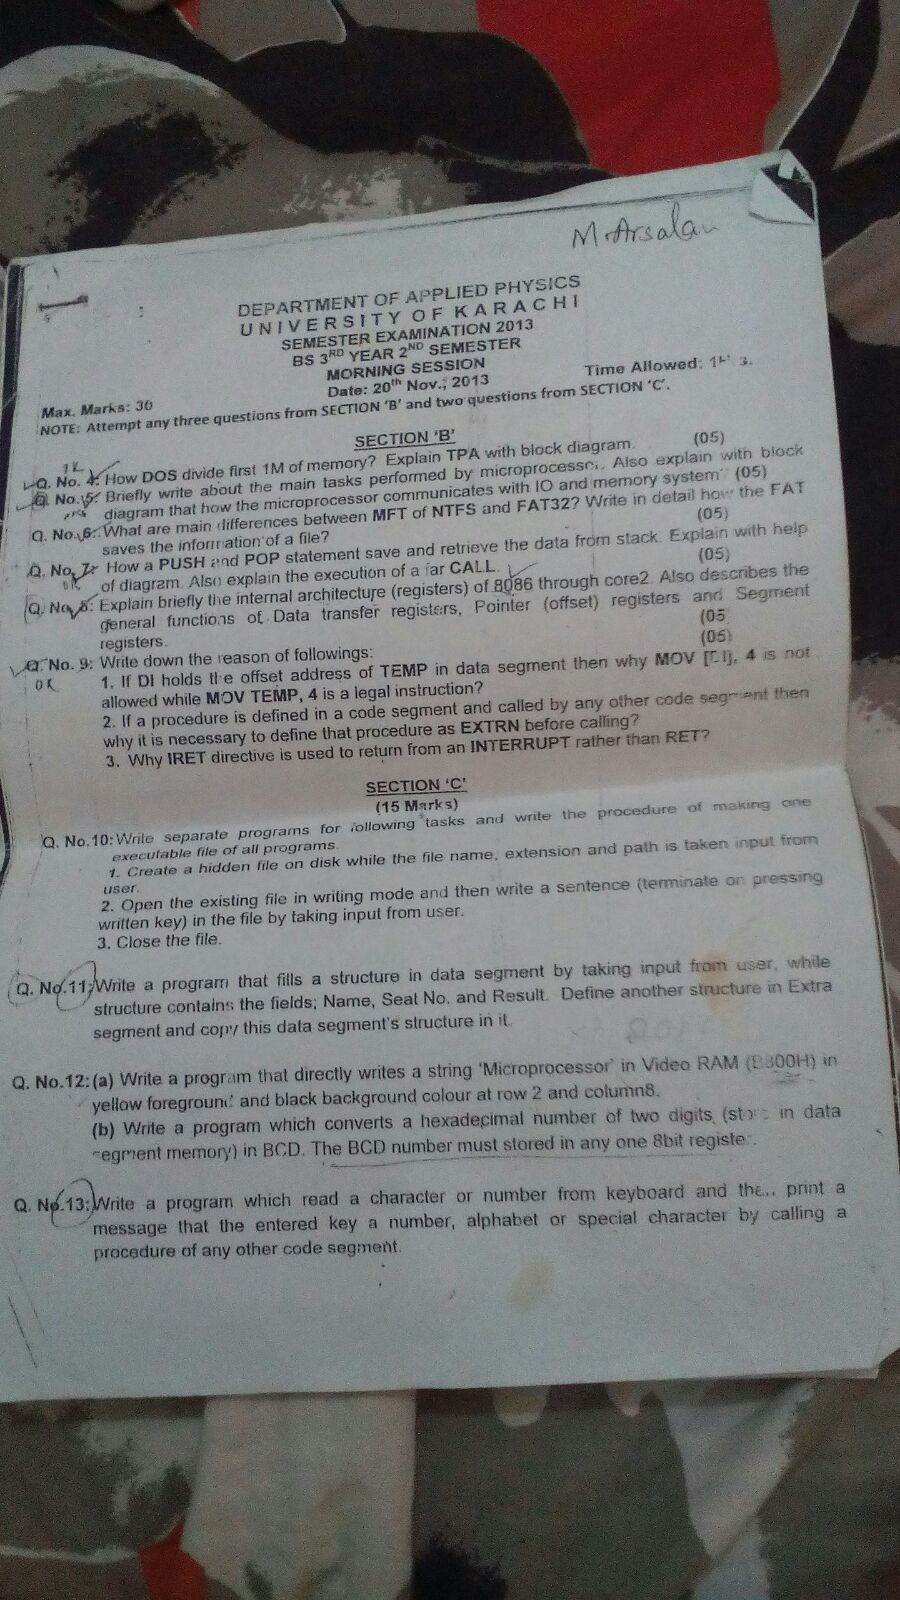 M. Arsalan
DEPARTMENT OF APPLIED PHYSICS
UNIVERSITY OF KARACHI
SEMESTER EXAMINATION 2013
BS 3RD YEAR 2ND SEMESTER
MORNING SESSION
Date: 20th Nov., 2013
Time Allowed:
Max. Marks: 30
NOTE: Attempt any three questions from SECTION 'B' and two questions from SECTION 'C'.
SECTION 'B'
Q. No. 4: How DOS divide first 1M of memory? Explain TPA with block diagram. (05)
Q. No. 5: Briefly write about the main tasks performed by microprocessor. Also explain with block
diagram that how the microprocessor communicates with IO and memory system (05)
Q. No. 6: What are main differences between MFT of NTFS and FAT32? Write in detail how the FAT
saves the information of a file? (05)
Q. No. 7: How a PUSH and POP statement save and retrieve the data from stack. Explain with help
of diagram. Also explain the execution of a far CALL. (05)
Q. No. 8: Explain briefly the internal architecture (registers) of 8086 through core2. Also describes the
general functions of Data transfer registers, Pointer (offset) registers and Segment
registers. (05
Q. No. 9: Write down the reason of followings: (05)
OK
1. If DI holds the offset address of TEMP in data segment then why MOV [DI], 4 is not
allowed while MOV TEMP, 4 is a legal instruction?
2. If a procedure is defined in a code segment and called by any other code segment then
why it is necessary to define that procedure as EXTRN before calling?
3. Why IRET directive is used to return from an INTERRUPT rather than RET?
SECTION 'C'
(15 Marks)
Q. No.10: Write separate programs for following tasks and write the procedure of making one
executable file of all programs.
1. Create a hidden file on disk while the file name, extension and path is taken input from
user.
2. Open the existing file in writing mode and then write a sentence (terminate on pressing
written key) in the file by taking input from user.
3. Close the file.
Q. No.11: Write a program that fills a structure in data segment by taking input from user, while
structure contains the fields; Name, Seat No. and Result. Define another structure in Extra
segment and copy this data segment's structure in it.
Q. No.12: (a) Write a program that directly writes a string 'Microprocessor' in Video RAM (B800H) in
yellow foreground and black background colour at row 2 and column8.
(b) Write a program which converts a hexadecimal number of two digits (store in data
segment memory) in BCD. The BCD number must stored in any one 8bit register.
Q. No.13: Write a program which read a character or number from keyboard and then print a
message that the entered key a number, alphabet or special character by calling a
procedure of any other code segment.